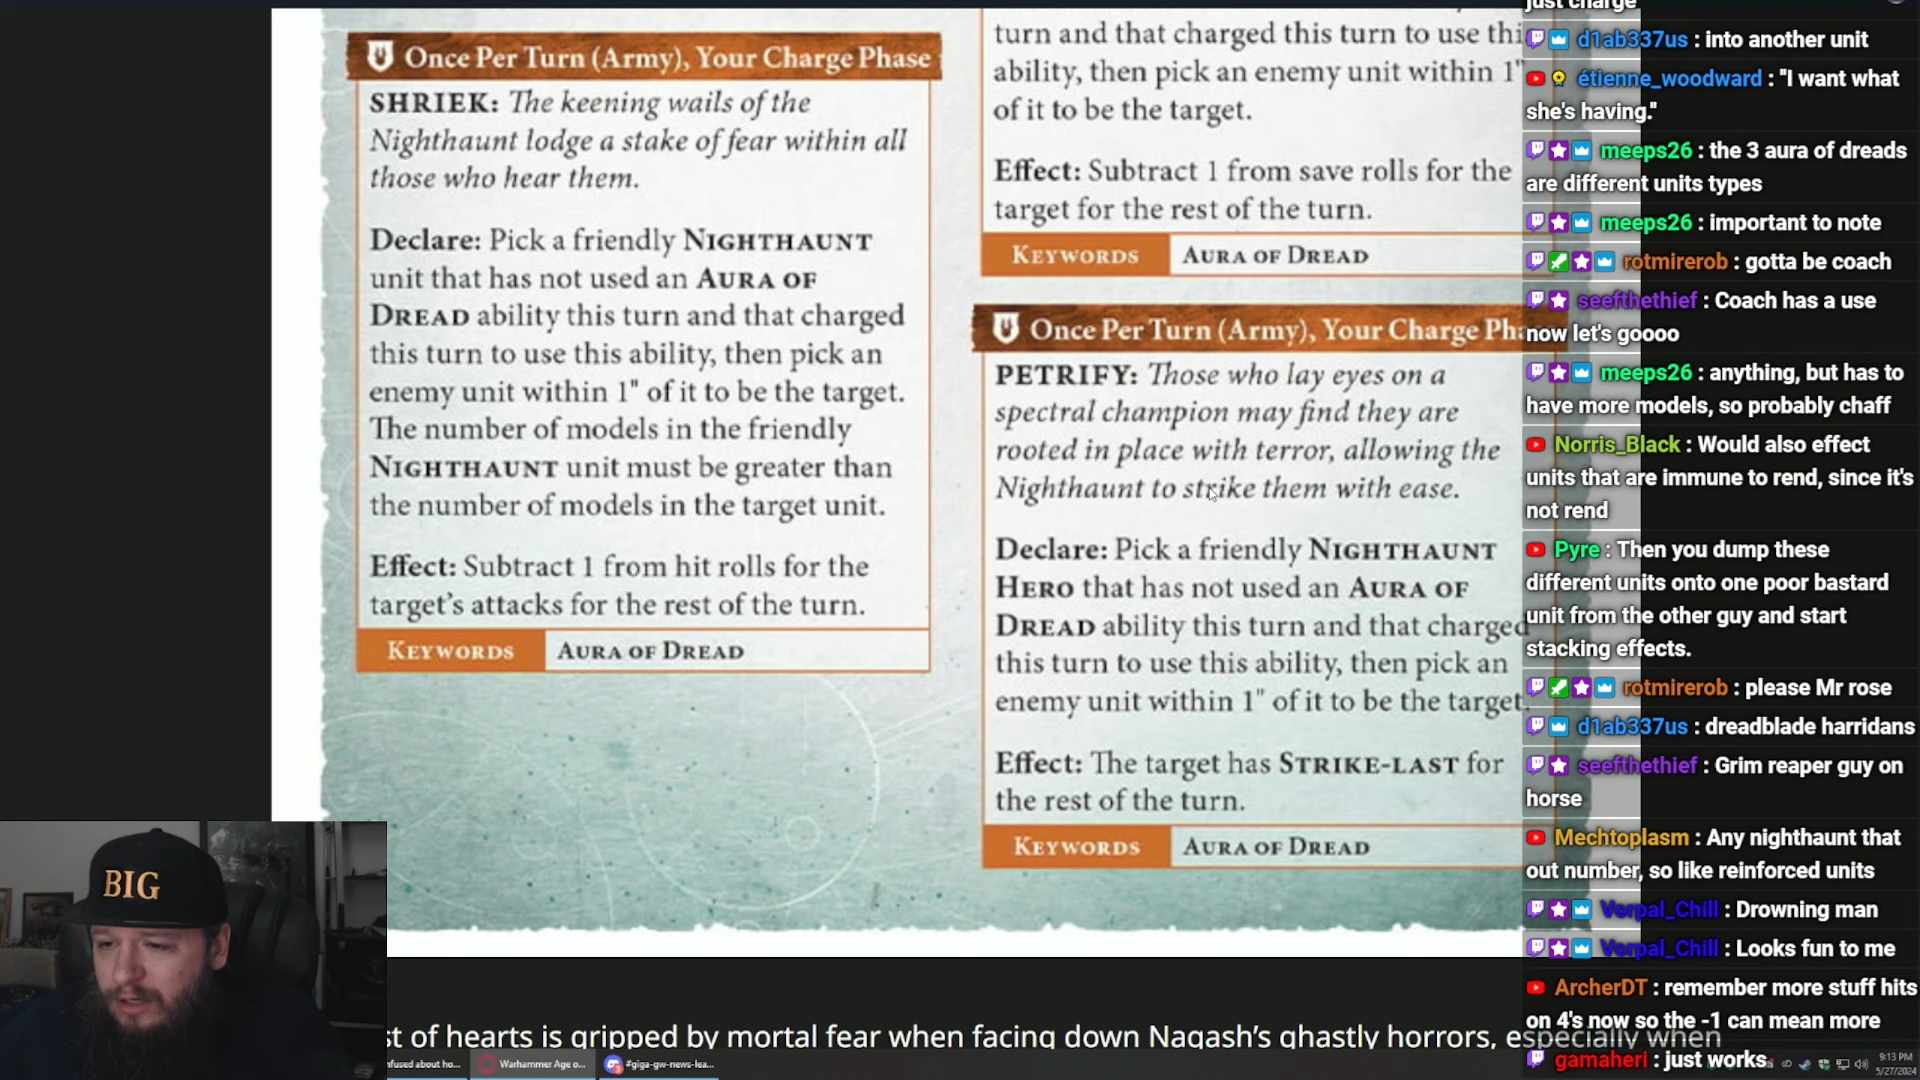 Once Per Turn (Army), Your Charge Phase
SHRIEK: The keening wails of the
Nighthaunt lodge a stake of fear within all
those who hear them.
Declare: Pick a friendly NIGHTHAUNT
unit that has not used an AURA OF
DREAD ability this turn and that charged
this turn to use this ability, then pick an
enemy unit within 1" of it to be the target.
The number of models in the friendly
NIGHTHAUNT unit must be greater than
the number of models in the target unit.
Effect: Subtract 1 from hit rolls for the
target's attacks for the rest of the turn.
KEYWORDS AURA OF DREAD
turn and that charged this turn to use thi
ability, then pick an enemy unit within 1"
of it to be the target.
Effect: Subtract 1 from save rolls for the
target for the rest of the turn.
KEYWORDS AURA OF DREAD
Once Per Turn (Army), Your Charge Pha
PETRIFY: Those who lay eyes on a
spectral champion may find they are
rooted in place with terror, allowing the
Nighthaunt to strike them with ease.
Declare: Pick a friendly NIGHTHAUNT
HERO that has not used an AURA OF
DREAD ability this turn and that charged
this turn to use this ability, then pick an
enemy unit within 1" of it to be the target.
Effect: The target has STRIKE-LAST for
the rest of the turn.
KEYWORDS AURA OF DREAD
just charge
d1ab337us : into another unit
étienne_woodward : "I want what
she's having."
meeps26 : the 3 aura of dreads
are different units types
meeps26 : important to note
rotmirerob : gotta be coach
seefthethief : Coach has a use
now let's goooo
meeps26 : anything, but has to
have more models, so probably chaff
Norris_Black : Would also effect
units that are immune to rend, since it's
not rend
Pyre : Then you dump these
different units onto one poor bastard
unit from the other guy and start
stacking effects.
rotmirerob : please Mr rose
d1ab337us : dreadblade harridans
seefthethief : Grim reaper guy on
horse
Mechtoplasm : Any nighthaunt that
out number, so like reinforced units
Vorpal_Chill : Drowning man
Vorpal_Chill : Looks fun to me
ArcherDT : remember more stuff hits
on 4's now so the -1 can mean more
gamaheri : just works
BIG
st of hearts is gripped by mortal fear when facing down Nagash's ghastly horrors, especially when
nfused about ho...
Warhammer Age o...
#giga-gw-news-lea...
9:13 PM
5/27/2024